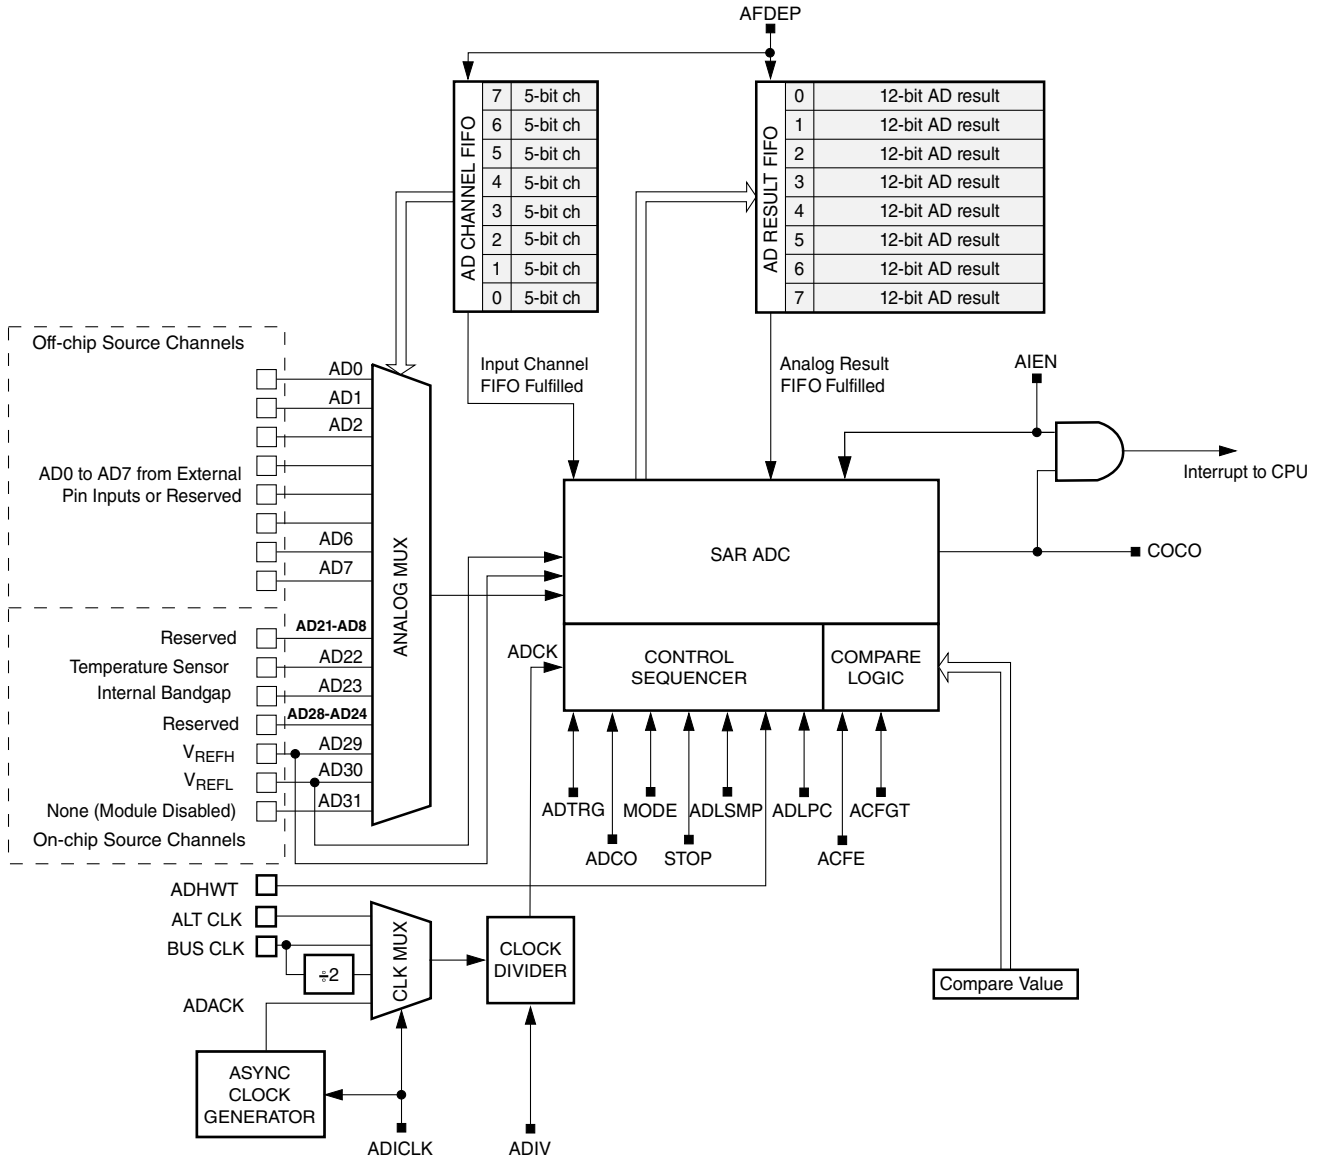 AFDEP
AD CHANNEL FIFO
7 5-bit ch
6 5-bit ch
5 5-bit ch
4 5-bit ch
3 5-bit ch
2 5-bit ch
1 5-bit ch
0 5-bit ch
AD RESULT FIFO
0 12-bit AD result
1 12-bit AD result
2 12-bit AD result
3 12-bit AD result
4 12-bit AD result
5 12-bit AD result
6 12-bit AD result
7 12-bit AD result
Input Channel
FIFO Fulfilled
Analog Result
FIFO Fulfilled
AIEN
Interrupt to CPU
COCO
Off-chip Source Channels
AD0
AD1
AD2
AD0 to AD7 from External
Pin Inputs or Reserved
AD6
AD7
ANALOG MUX
Reserved AD21-AD8
Temperature Sensor AD22
Internal Bandgap AD23
Reserved AD28-AD24
VREFH AD29
VREFL AD30
None (Module Disabled) AD31
On-chip Source Channels
SAR ADC
ADCK
CONTROL
SEQUENCER
COMPARE
LOGIC
ADTRG
MODE
ADLSMP
ADLPC
ACFGT
ADCO
STOP
ACFE
ADHWT
ALT CLK
BUS CLK
÷2
ADACK
CLK MUX
CLOCK
DIVIDER
Compare Value
ASYNC
CLOCK
GENERATOR
ADICLK
ADIV